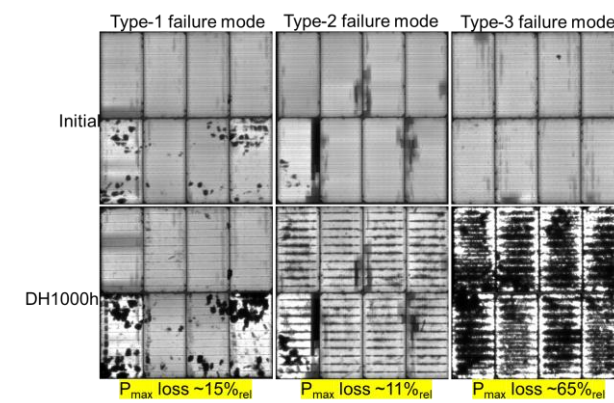 Type-1 failure mode Type-2 failure mode Type-3 failure mode
Initial
DH1000h
Pmax loss ~15%rel Pmax loss ~11%rel Pmax loss ~65%rel